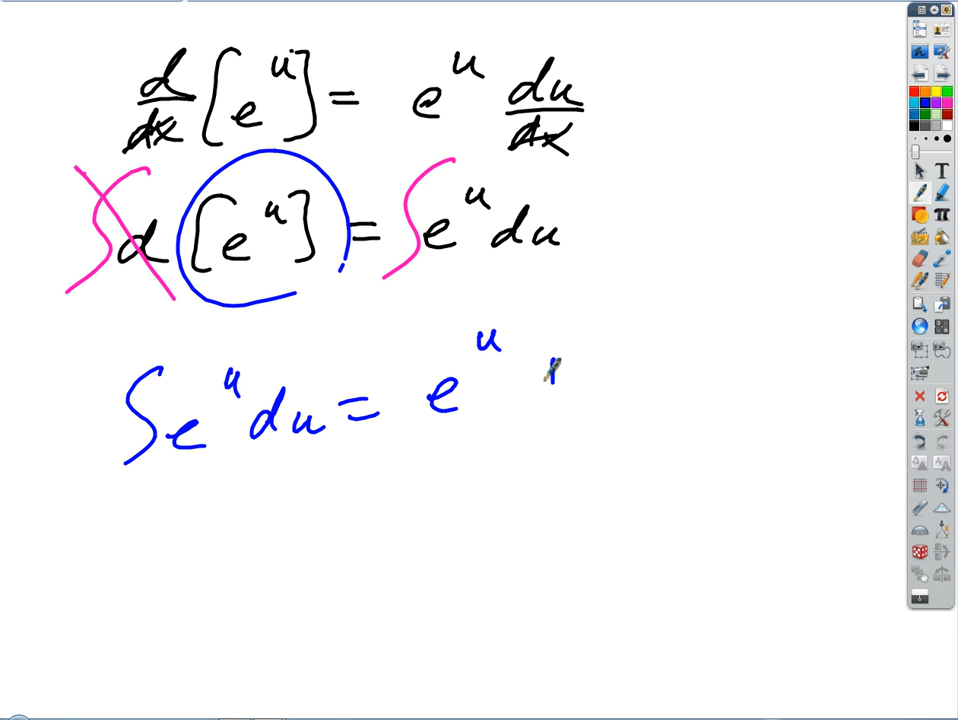 d/dx [e^u] = e^u du/dx
∫ d [e^u] = ∫ e^u du
∫ e^u du = e^u